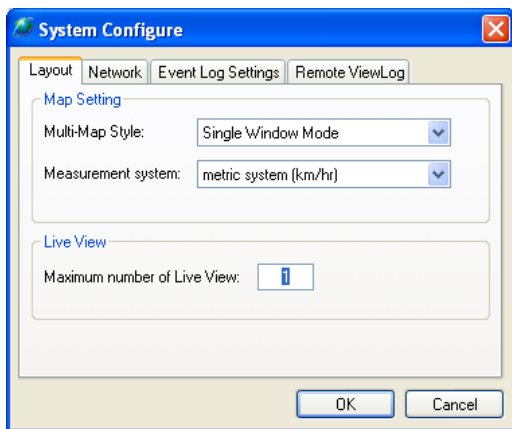 System Configure
Layout Network Event Log Settings Remote ViewLog
Map Setting
Multi-Map Style: Single Window Mode
Measurement system: metric system (km/hr)
Live View
Maximum number of Live View: 1
OK Cancel